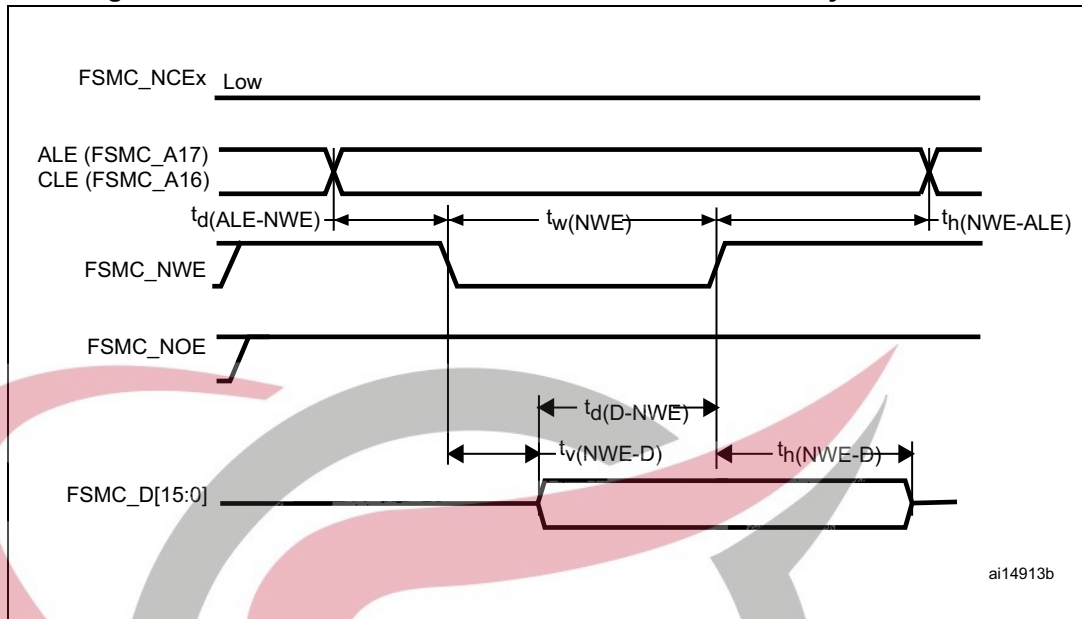 FSMC_NCEx Low
ALE (FSMC_A17)
CLE (FSMC_A16)
td(ALE-NWE) tw(NWE) th(NWE-ALE)
FSMC_NWE
FSMC_NOE
td(D-NWE)
tv(NWE-D) th(NWE-D)
FSMC_D[15:0]
ai14913b